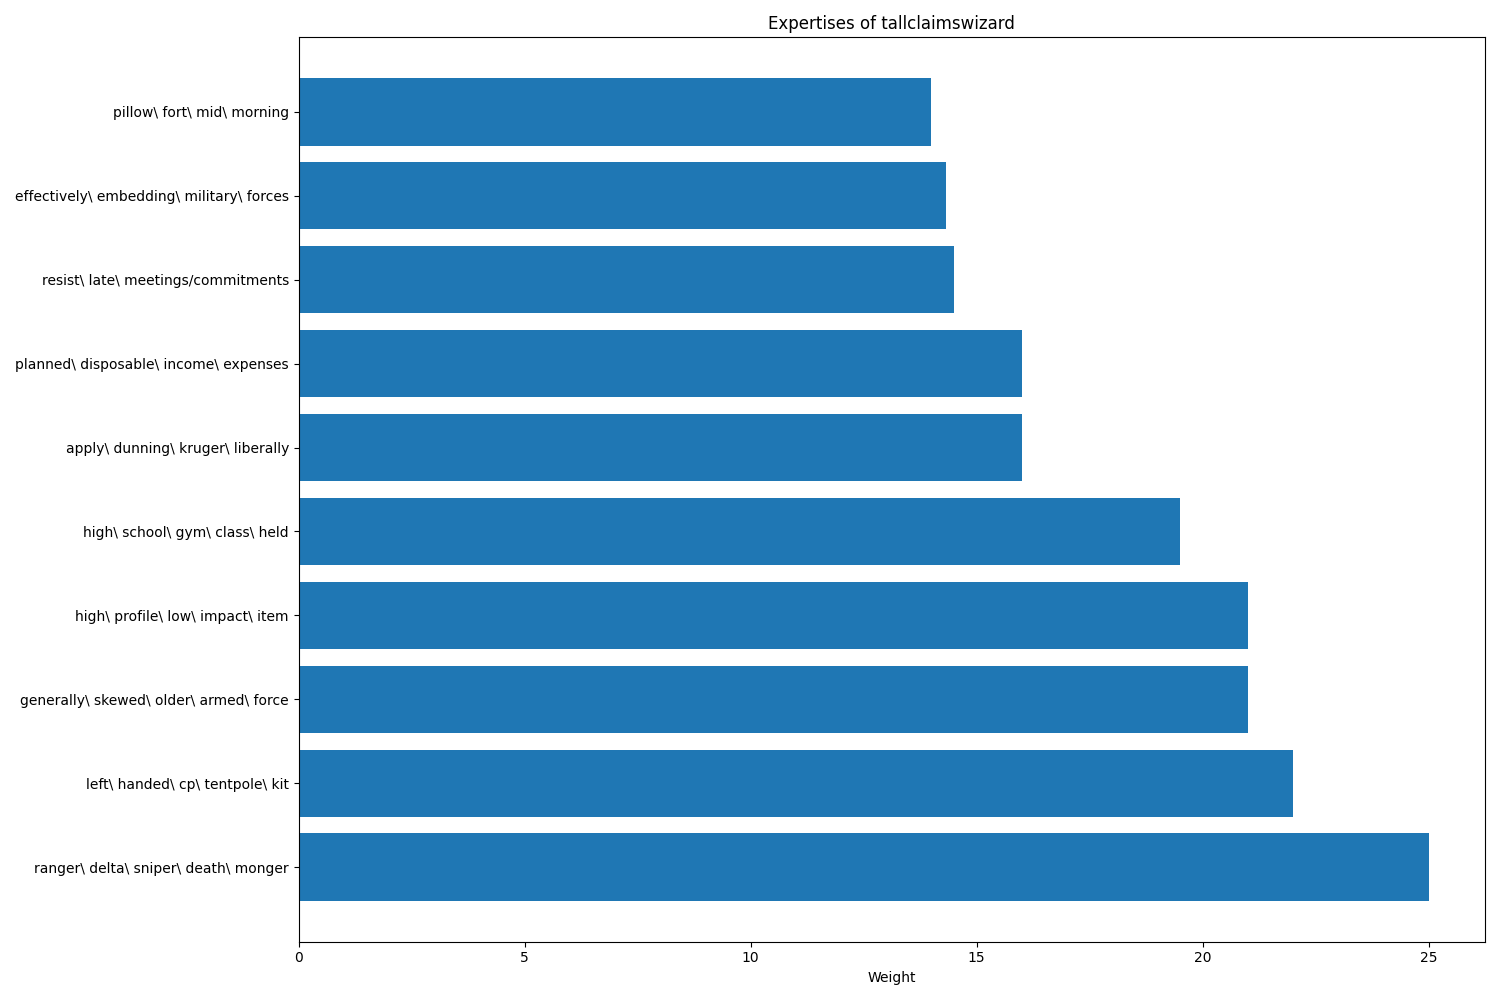 Expertises of tallclaimswizard
pillow\ fort\ mid\ morning
effectively\ embedding\ military\ forces
resist\ late\ meetings/commitments
planned\ disposable\ income\ expenses
apply\ dunning\ kruger\ liberally
high\ school\ gym\ class\ held
high\ profile\ low\ impact\ item
generally\ skewed\ older\ armed\ force
left\ handed\ cp\ tentpole\ kit
ranger\ delta\ sniper\ death\ monger
0 5 10 15 20 25
Weight